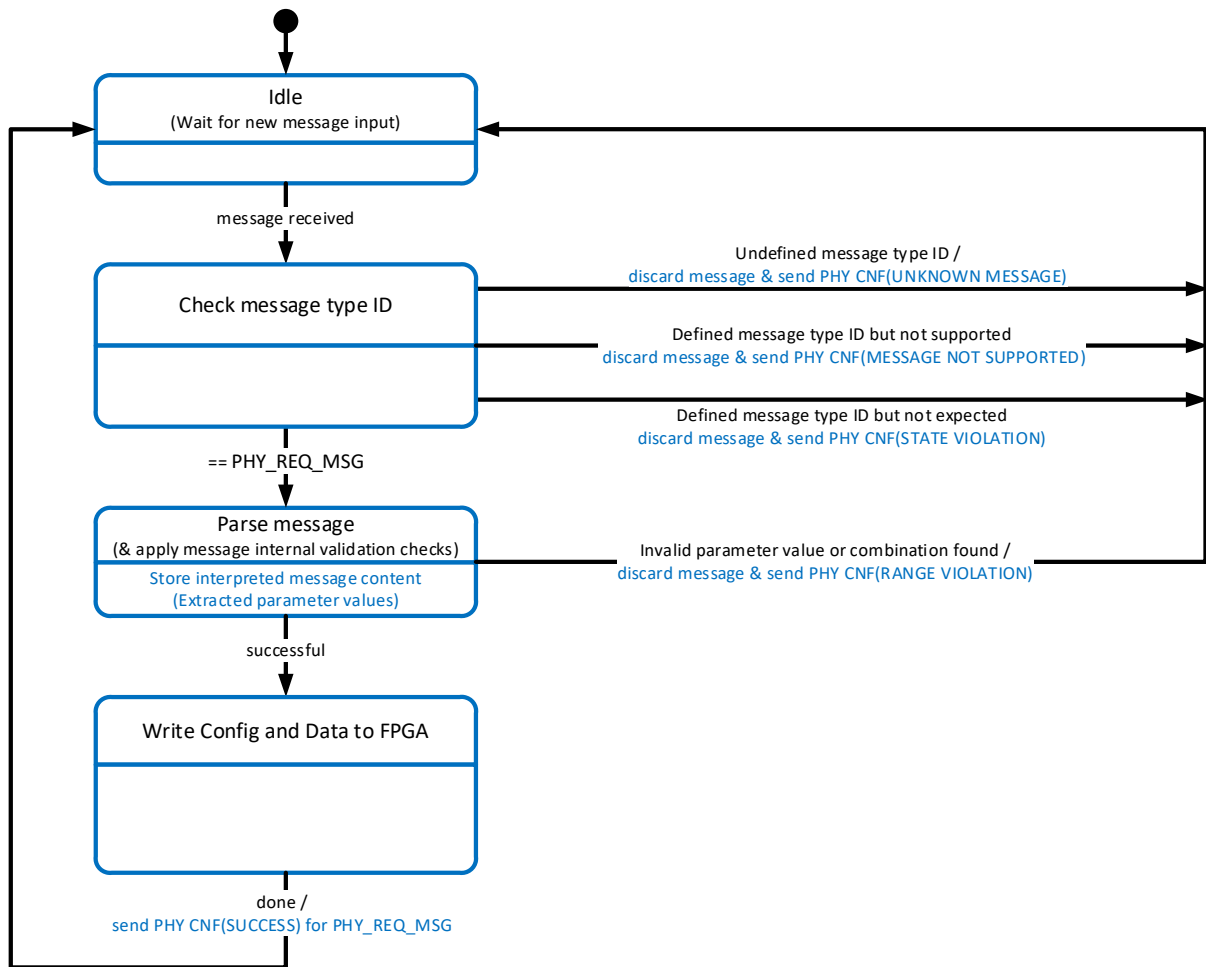 Idle
(Wait for new message input)
message received
Undefined message type ID /
discard message & send PHY CNF(UNKNOWN MESSAGE)
Check message type ID
Defined message type ID but not supported
discard message & send PHY CNF(MESSAGE NOT SUPPORTED)
Defined message type ID but not expected
discard message & send PHY CNF(STATE VIOLATION)
== PHY_REQ_MSG
Parse message
(& apply message internal validation checks)
Store interpreted message content
(Extracted parameter values)
Invalid parameter value or combination found /
discard message & send PHY CNF(RANGE VIOLATION)
successful
Write Config and Data to FPGA
done /
send PHY CNF(SUCCESS) for PHY_REQ_MSG